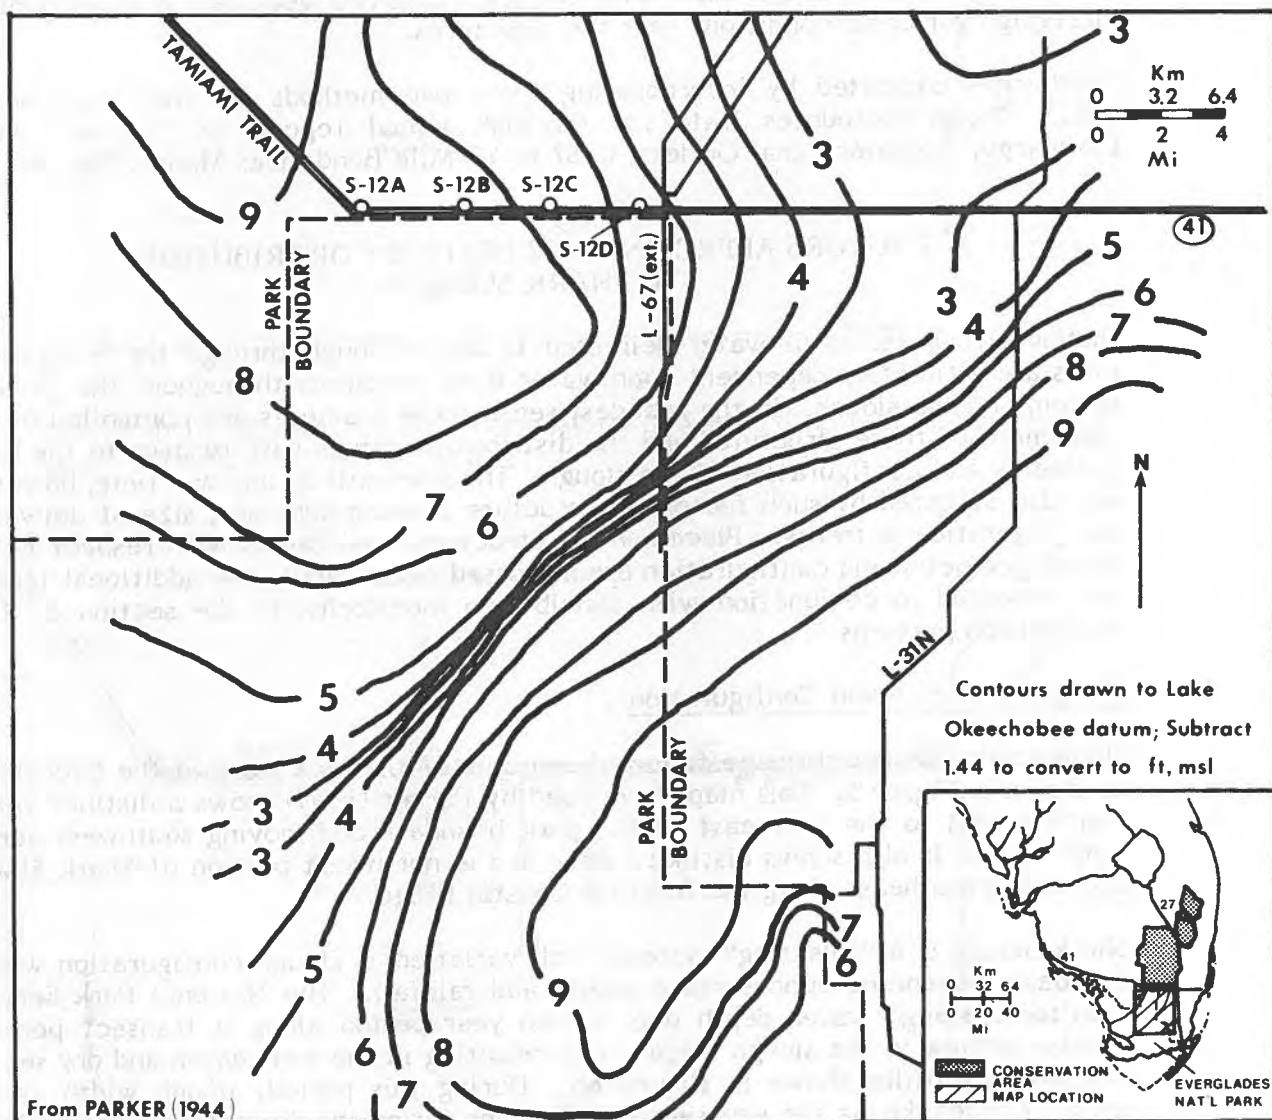 3
TAMIAMI TRAIL
Km
0 3.2 6.4
0 2 4
Mi
3
S-12A S-12B S-12C
9
S-12D
L-67 (ext.)
41
PARK
BOUNDARY
4
3
5
4
6
7
8
8
9
N
7
6
L-31N
5
4
3
3
4
5
6
7
8
9
PARK
BOUNDARY
7
6
Contours drawn to Lake
Okeechobee datum; Subtract
1.44 to convert to ft, msl
27
41
Km
0 32 64
0 20 40
Mi
CONSERVATION
AREA
MAP LOCATION
EVERGLADES
NAT'L PARK
From PARKER (1944)